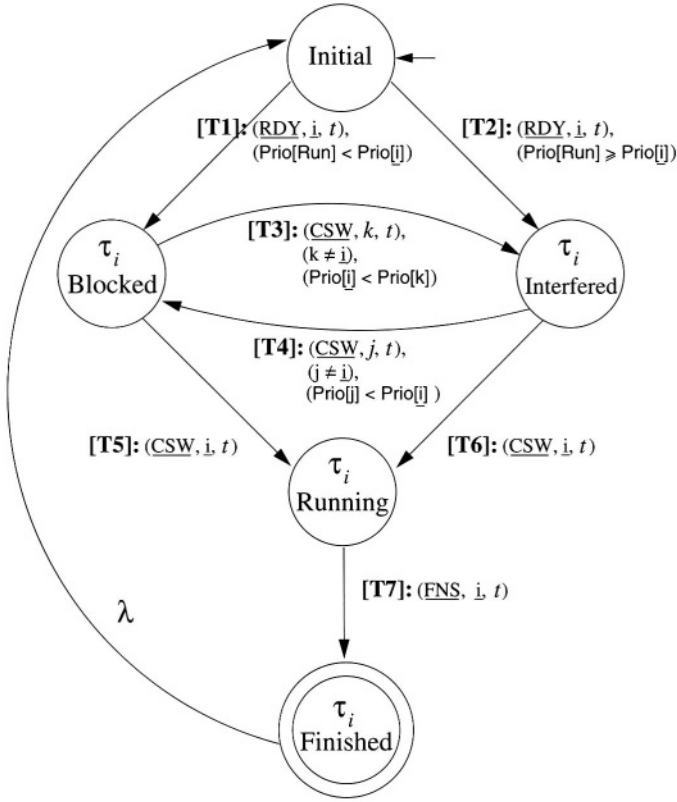 Initial
[T1]: (RDY, i, t),
(Prio[Run] < Prio[i])
[T2]: (RDY, i, t),
(Prio[Run] ⩾ Prio[i])
τi
Blocked
[T3]: (CSW, k, t),
(k ≠ i),
(Prio[i] < Prio[k])
τi
Interfered
[T4]: (CSW, j, t),
(j ≠ i),
(Prio[j] < Prio[i] )
[T5]: (CSW, i, t)
[T6]: (CSW, i, t)
τi
Running
[T7]: (FNS, i, t)
λ
τi
Finished